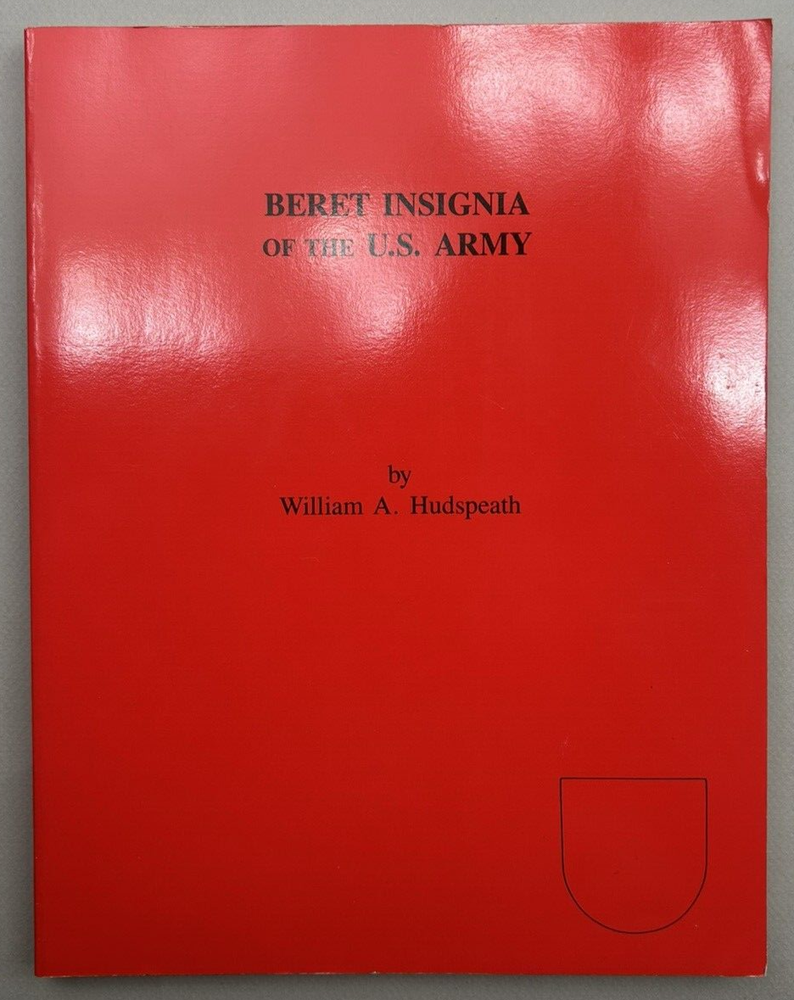 BERET INSIGNIA
OF THE U.S. ARMY
by
William A. Hudspeath